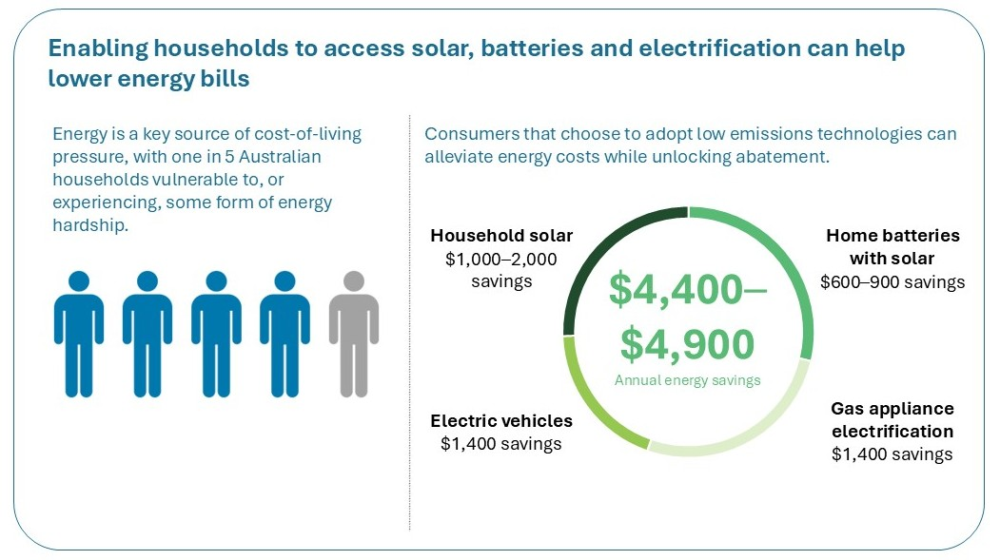 Enabling households to access solar, batteries and electrification can help
lower energy bills
Energy is a key source of cost-of-living
pressure, with one in 5 Australian
households vulnerable to, or
experiencing, some form of energy
hardship.
Consumers that choose to adopt low emissions technologies can
alleviate energy costs while unlocking abatement.
Household solar
$1,000–2,000
savings
Home batteries
with solar
$600–900 savings
$4,400–
$4,900
Annual energy savings
Electric vehicles
$1,400 savings
Gas appliance
electrification
$1,400 savings